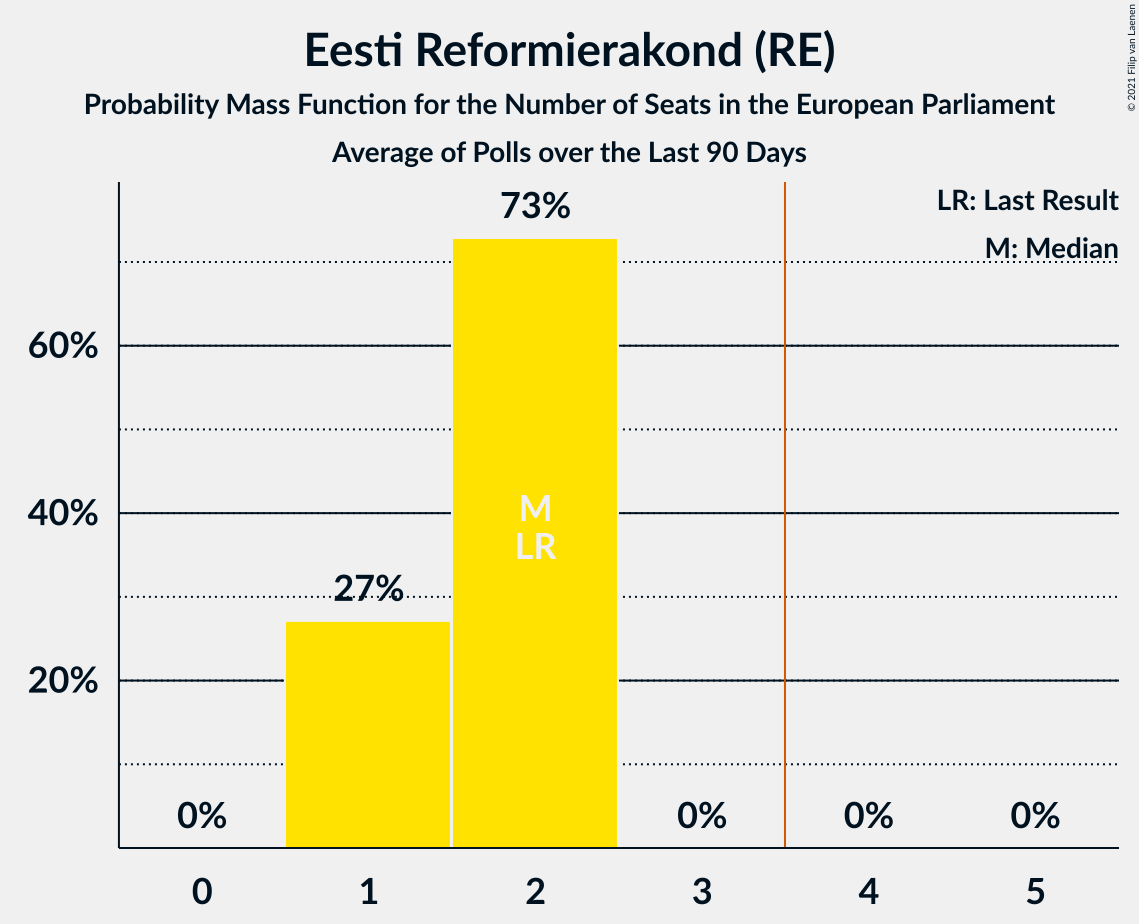 Eesti Reformierakond (RE)
Probability Mass Function for the Number of Seats in the European Parliament
Average of Polls over the Last 90 Days
© 2021 Filip van Laenen
LR: Last Result
M: Median
73%
60%
40%
20%
M
LR
27%
0%
0%
0%
0%
0
1
2
3
4
5